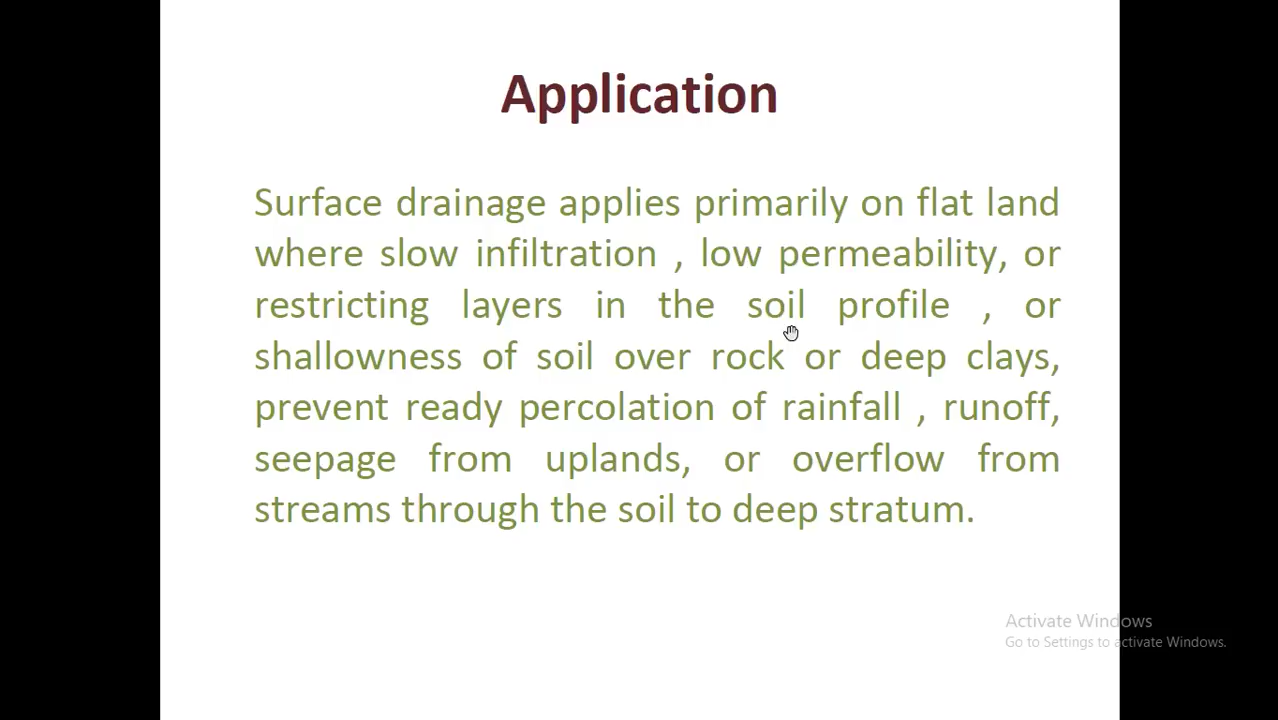 Application
Surface drainage applies primarily on flat land
where slow infiltration , low permeability, or
restricting layers in the soil profile , or
shallowness of soil over rock or deep clays,
prevent ready percolation of rainfall , runoff,
seepage from uplands, or overflow from
streams through the soil to deep stratum.
Activate Windows
Go to Settings to activate Windows.